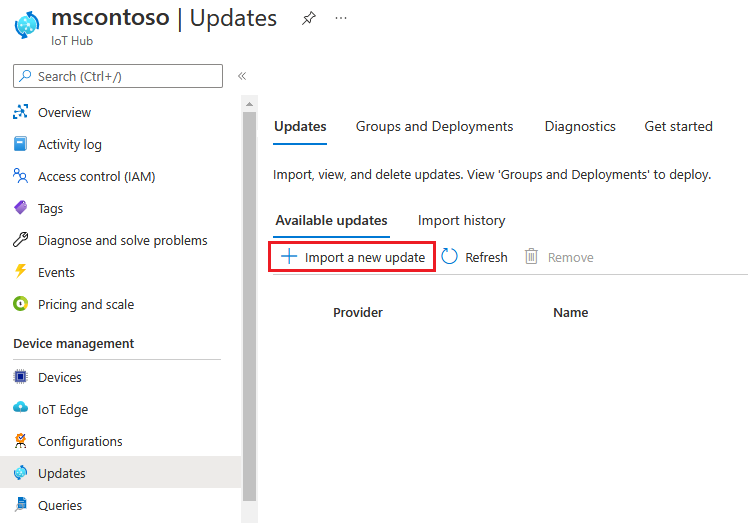 mscontoso | Updates
IoT Hub
Search (Ctrl+/)
Overview
Activity log
Access control (IAM)
Tags
Diagnose and solve problems
Events
Pricing and scale
Device management
Devices
IoT Edge
Configurations
Updates
Queries
Updates Groups and Deployments Diagnostics Get started
Import, view, and delete updates. View 'Groups and Deployments' to deploy.
Available updates Import history
Import a new update Refresh Remove
Provider Name